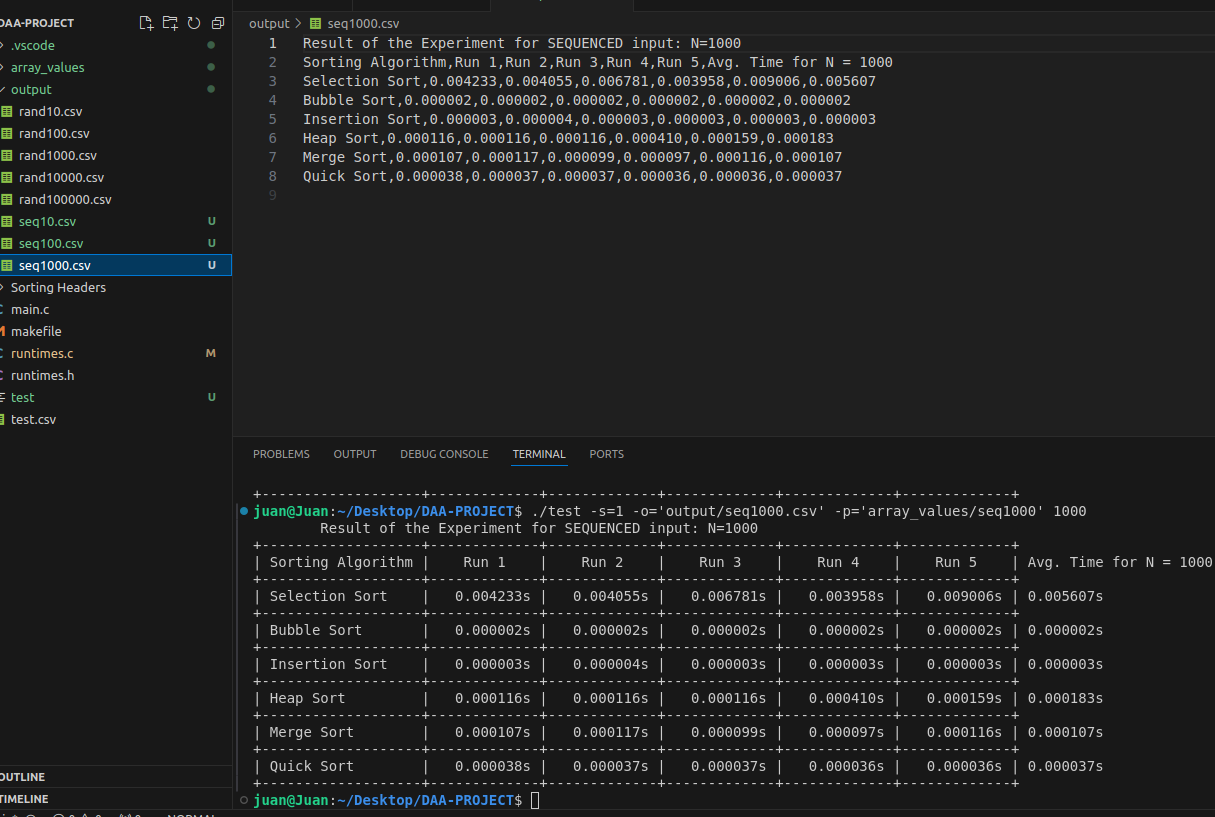 DAA-PROJECT
.vscode
array_values
output
rand10.csv
rand100.csv
rand1000.csv
rand10000.csv
rand100000.csv
seq10.csv U
seq100.csv U
seq1000.csv U
Sorting Headers
main.c
makefile
runtimes.c M
runtimes.h
test U
test.csv
OUTLINE
TIMELINE
output > seq1000.csv
1 Result of the Experiment for SEQUENCED input: N=1000
2 Sorting Algorithm,Run 1,Run 2,Run 3,Run 4,Run 5,Avg. Time for N = 1000
3 Selection Sort,0.004233,0.004055,0.006781,0.003958,0.009006,0.005607
4 Bubble Sort,0.000002,0.000002,0.000002,0.000002,0.000002,0.000002
5 Insertion Sort,0.000003,0.000004,0.000003,0.000003,0.000003,0.000003
6 Heap Sort,0.000116,0.000116,0.000116,0.000410,0.000159,0.000183
7 Merge Sort,0.000107,0.000117,0.000099,0.000097,0.000116,0.000107
8 Quick Sort,0.000038,0.000037,0.000037,0.000036,0.000036,0.000037
9
PROBLEMS OUTPUT DEBUG CONSOLE TERMINAL PORTS
+-------------------+-------------+-------------+-------------+-------------+-------------+
juan@Juan:~/Desktop/DAA-PROJECT$ ./test -s=1 -o='output/seq1000.csv' -p='array_values/seq1000' 1000
Result of the Experiment for SEQUENCED input: N=1000
+-------------------+-------------+-------------+-------------+-------------+-------------+
| Sorting Algorithm | Run 1 | Run 2 | Run 3 | Run 4 | Run 5 | Avg. Time for N = 1000
+-------------------+-------------+-------------+-------------+-------------+-------------+
| Selection Sort | 0.004233s | 0.004055s | 0.006781s | 0.003958s | 0.009006s | 0.005607s
+-------------------+-------------+-------------+-------------+-------------+-------------+
| Bubble Sort | 0.000002s | 0.000002s | 0.000002s | 0.000002s | 0.000002s | 0.000002s
+-------------------+-------------+-------------+-------------+-------------+-------------+
| Insertion Sort | 0.000003s | 0.000004s | 0.000003s | 0.000003s | 0.000003s | 0.000003s
+-------------------+-------------+-------------+-------------+-------------+-------------+
| Heap Sort | 0.000116s | 0.000116s | 0.000116s | 0.000410s | 0.000159s | 0.000183s
+-------------------+-------------+-------------+-------------+-------------+-------------+
| Merge Sort | 0.000107s | 0.000117s | 0.000099s | 0.000097s | 0.000116s | 0.000107s
+-------------------+-------------+-------------+-------------+-------------+-------------+
| Quick Sort | 0.000038s | 0.000037s | 0.000037s | 0.000036s | 0.000036s | 0.000037s
+-------------------+-------------+-------------+-------------+-------------+-------------+
juan@Juan:~/Desktop/DAA-PROJECT$